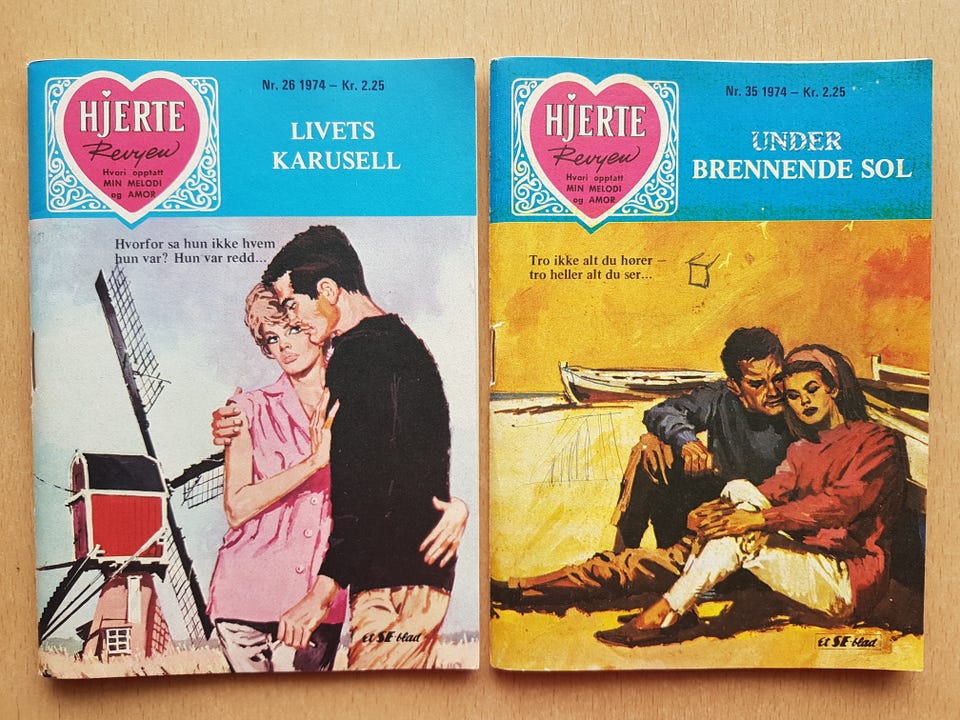 HJERTE
Revyen
Hvori opptatt
MIN MELODI
og AMOR
Nr. 26 1974 – Kr. 2.25
LIVETS
KARUSELL
Hvorfor sa hun ikke hvem
hun var? Hun var redd...
et SE-blad
HJERTE
Revyen
Hvori opptatt
MIN MELODI
og AMOR
Nr. 35 1974 – Kr. 2.25
UNDER
BRENNENDE SOL
Tro ikke alt du hører –
tro heller alt du ser...
et SE-blad